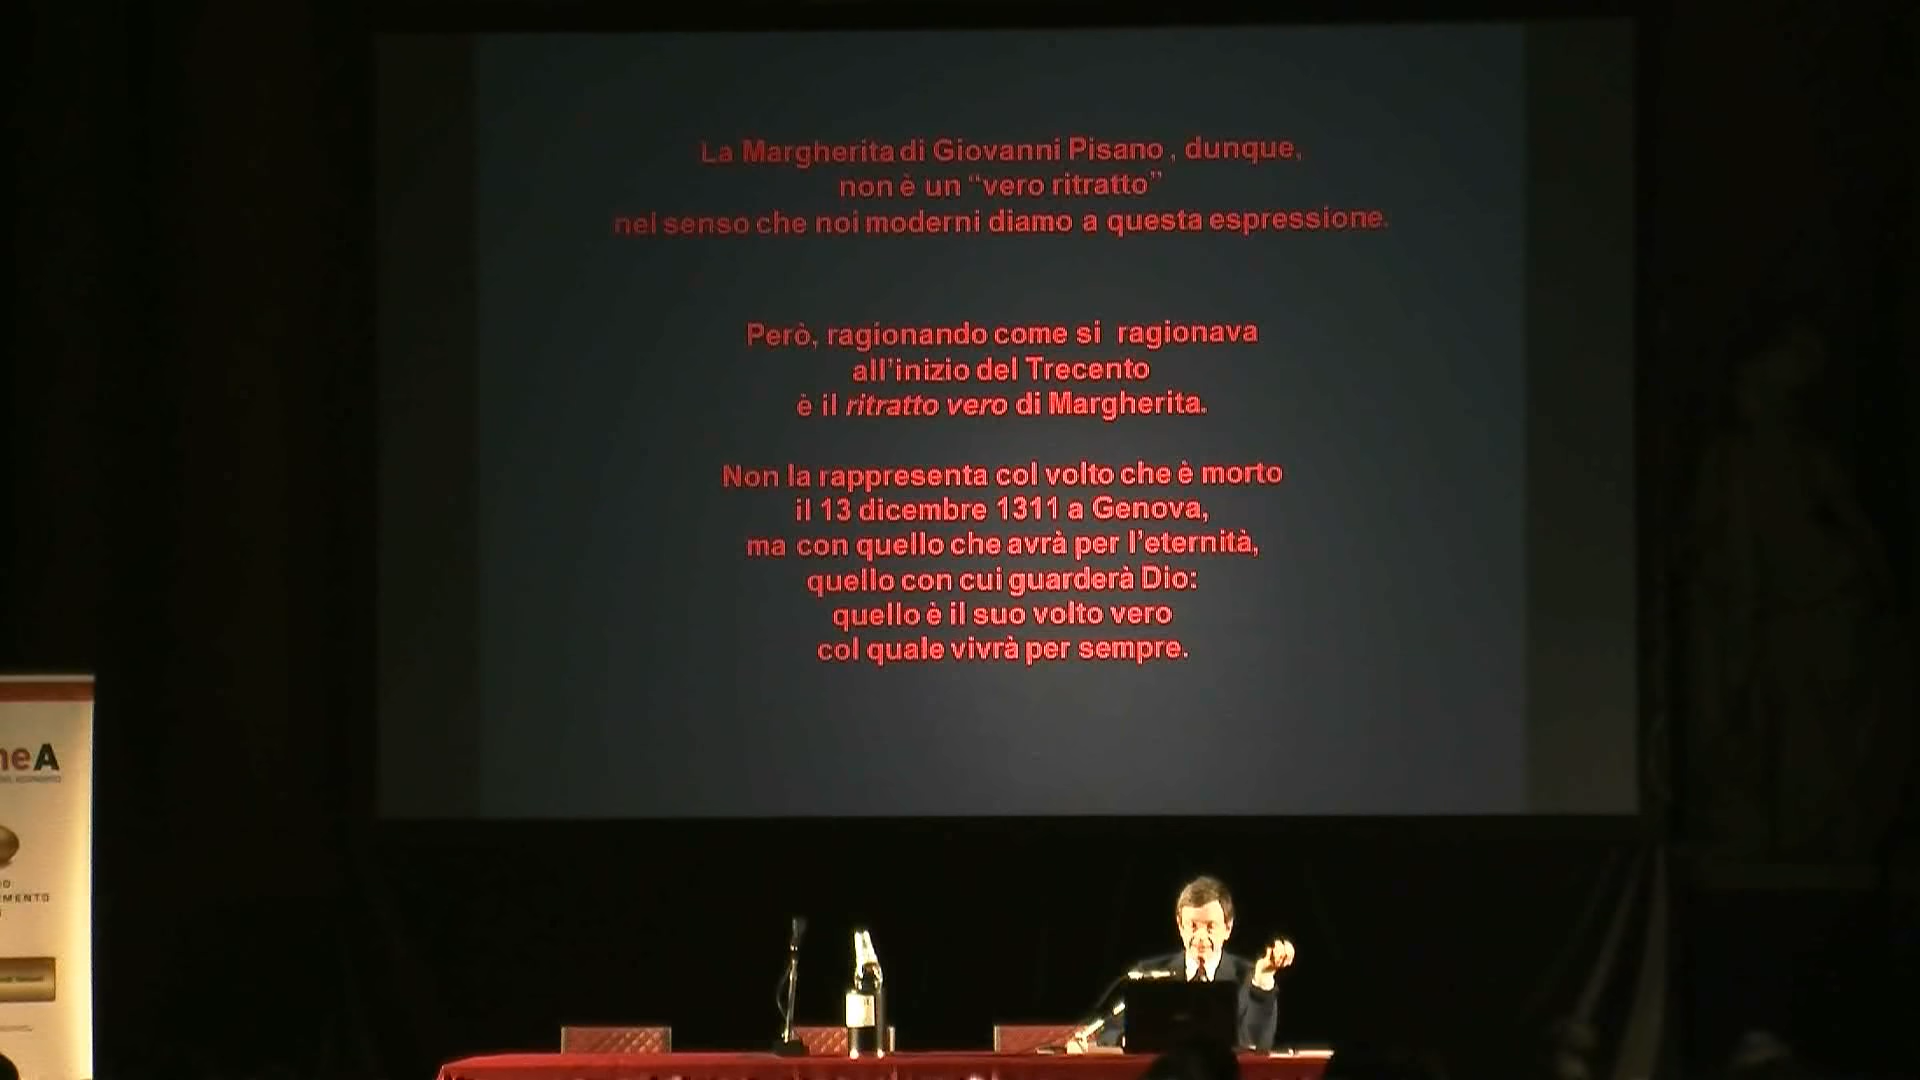 La Margherita di Giovanni Pisano , dunque,
non è un “vero ritratto”
nel senso che noi moderni diamo a questa espressione.
Però, ragionando come si ragionava
all’inizio del Trecento
è il ritratto vero di Margherita.
Non la rappresenta col volto che è morto
il 13 dicembre 1311 a Genova,
ma con quello che avrà per l’eternità,
quello con cui guarderà Dio:
quello è il suo volto vero
col quale vivrà per sempre.
neA